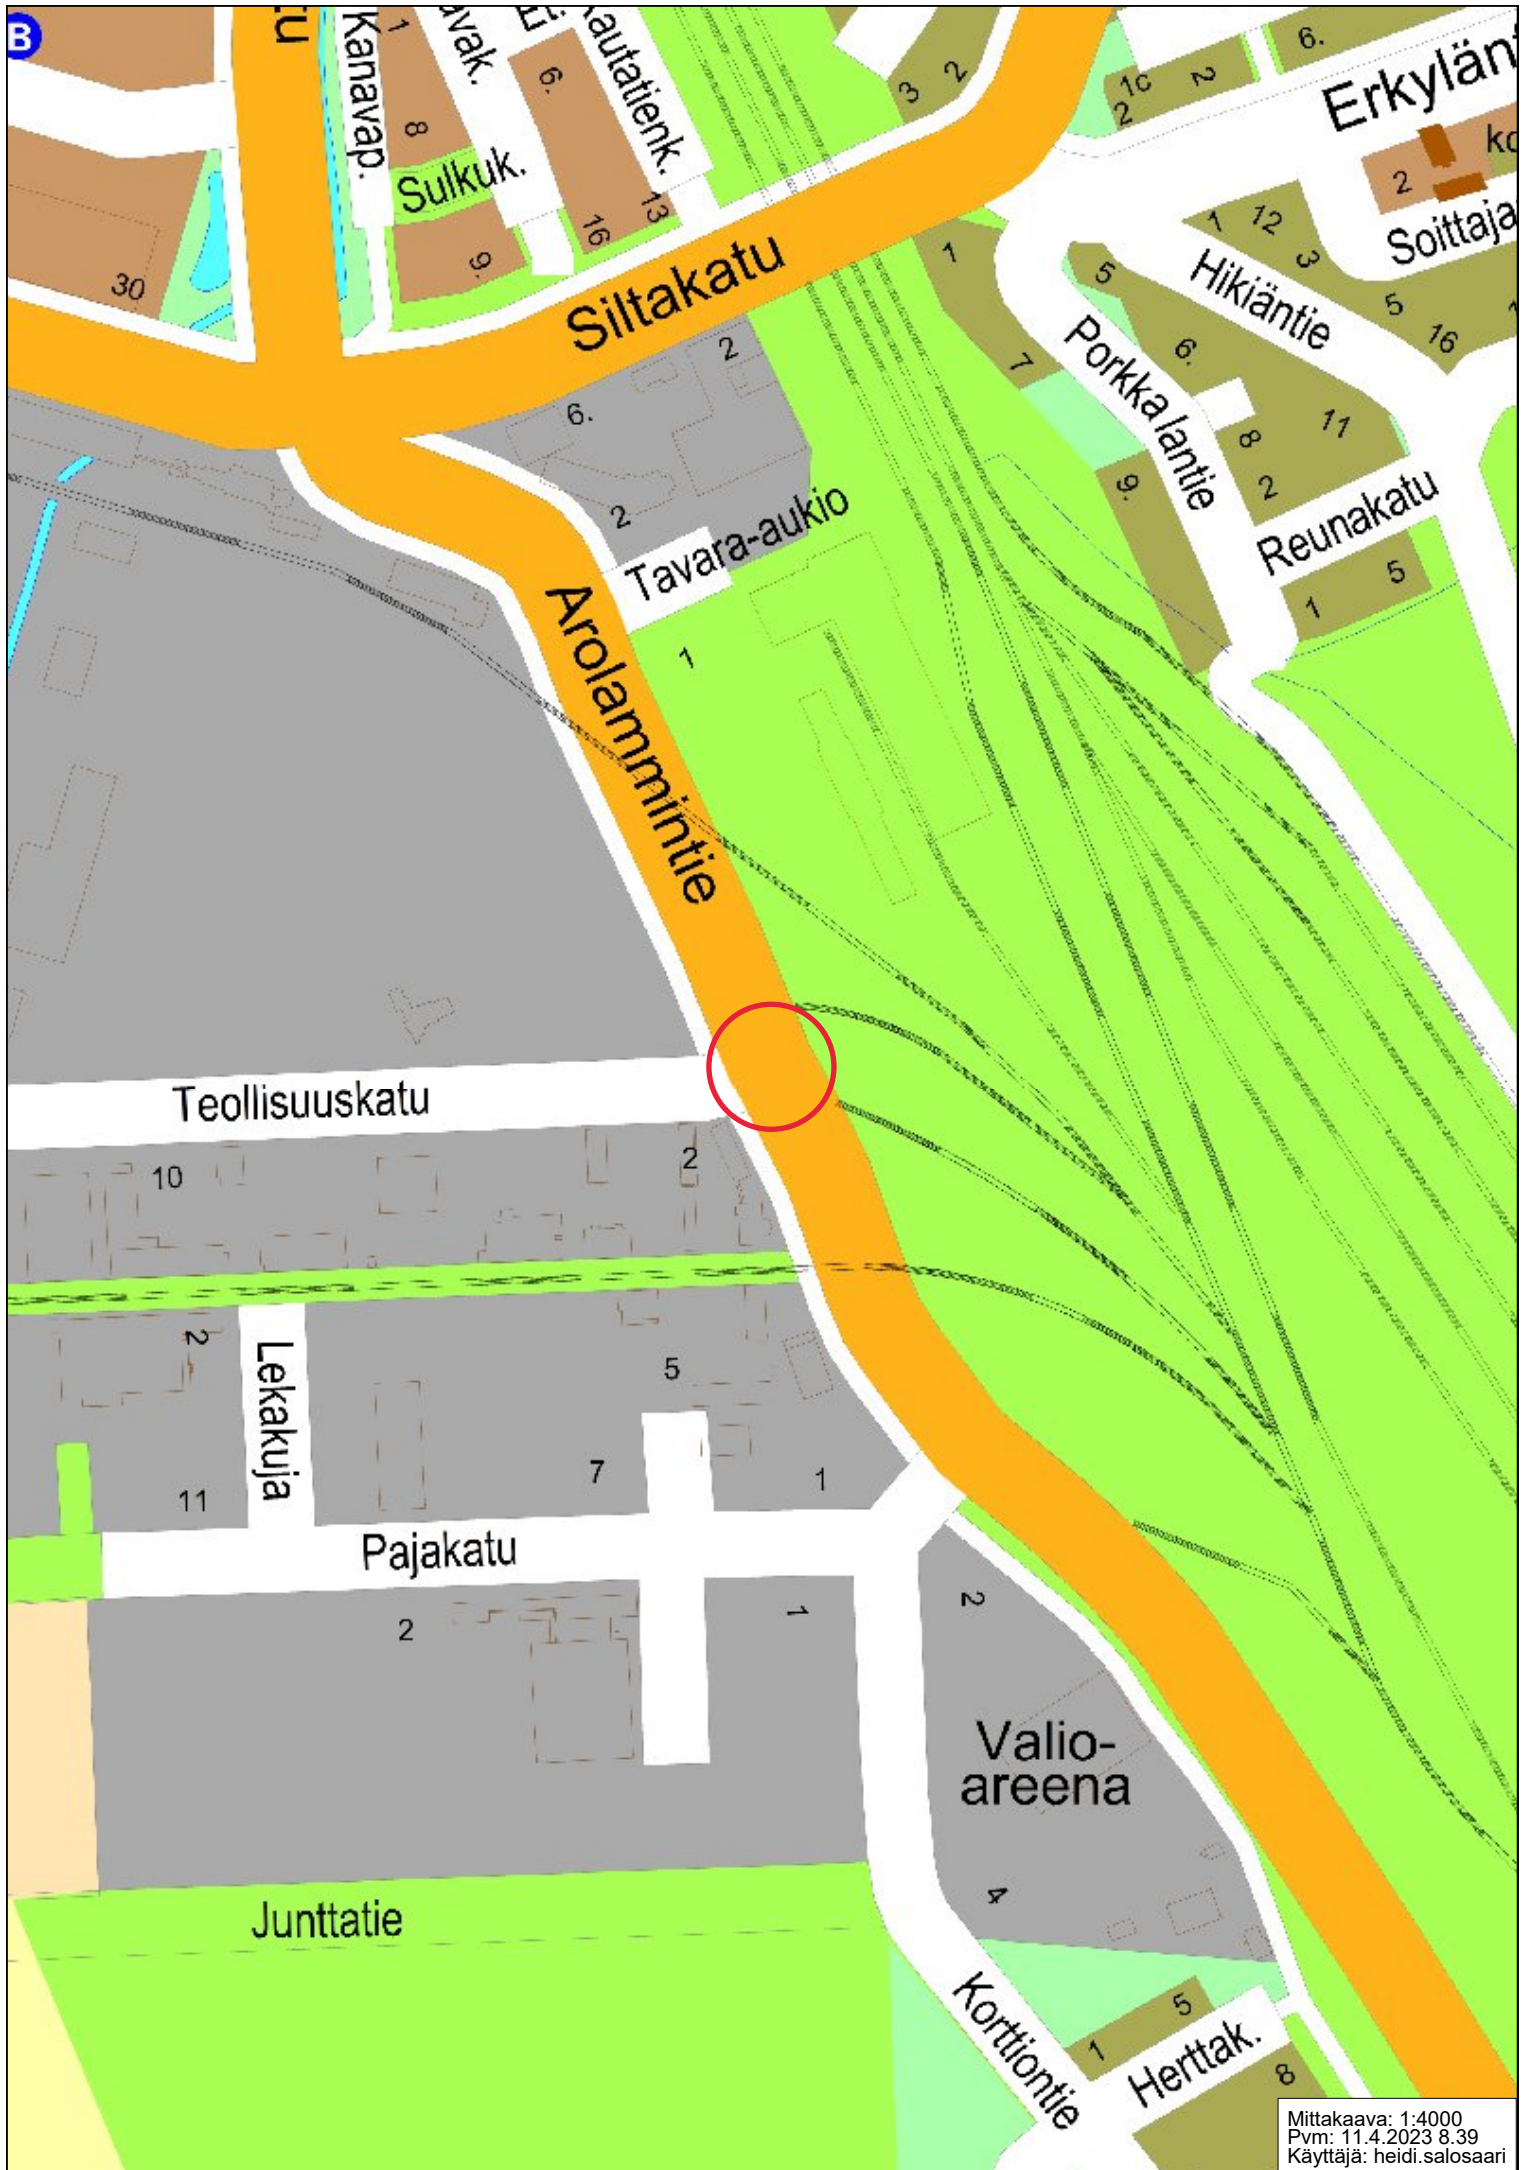 B
tu
Kanavap.
1
avak.
6.
autatienk.
8
Sulkuk.
9.
16
13
30
3
2
1c
2
2
6.
Erkylän
2
Soittaja
Siltakatu
1
5
1
12
3
Hikiäntie
5
16
7
Porkkalantie
6.
8
11
2
9.
Reunakatu
1
5
2
6.
2
Tavara-aukio
1
Arolammintie
Teollisuuskatu
10
2
2
Lekakuja
5
7
1
11
Pajakatu
2
1
2
Valio-
areena
4
Junttatie
Korttiontie
5
1
Herttak.
8
Mittakaava: 1:4000
Pvm: 11.4.2023 8.39
Käyttäjä: heidi.salosaari